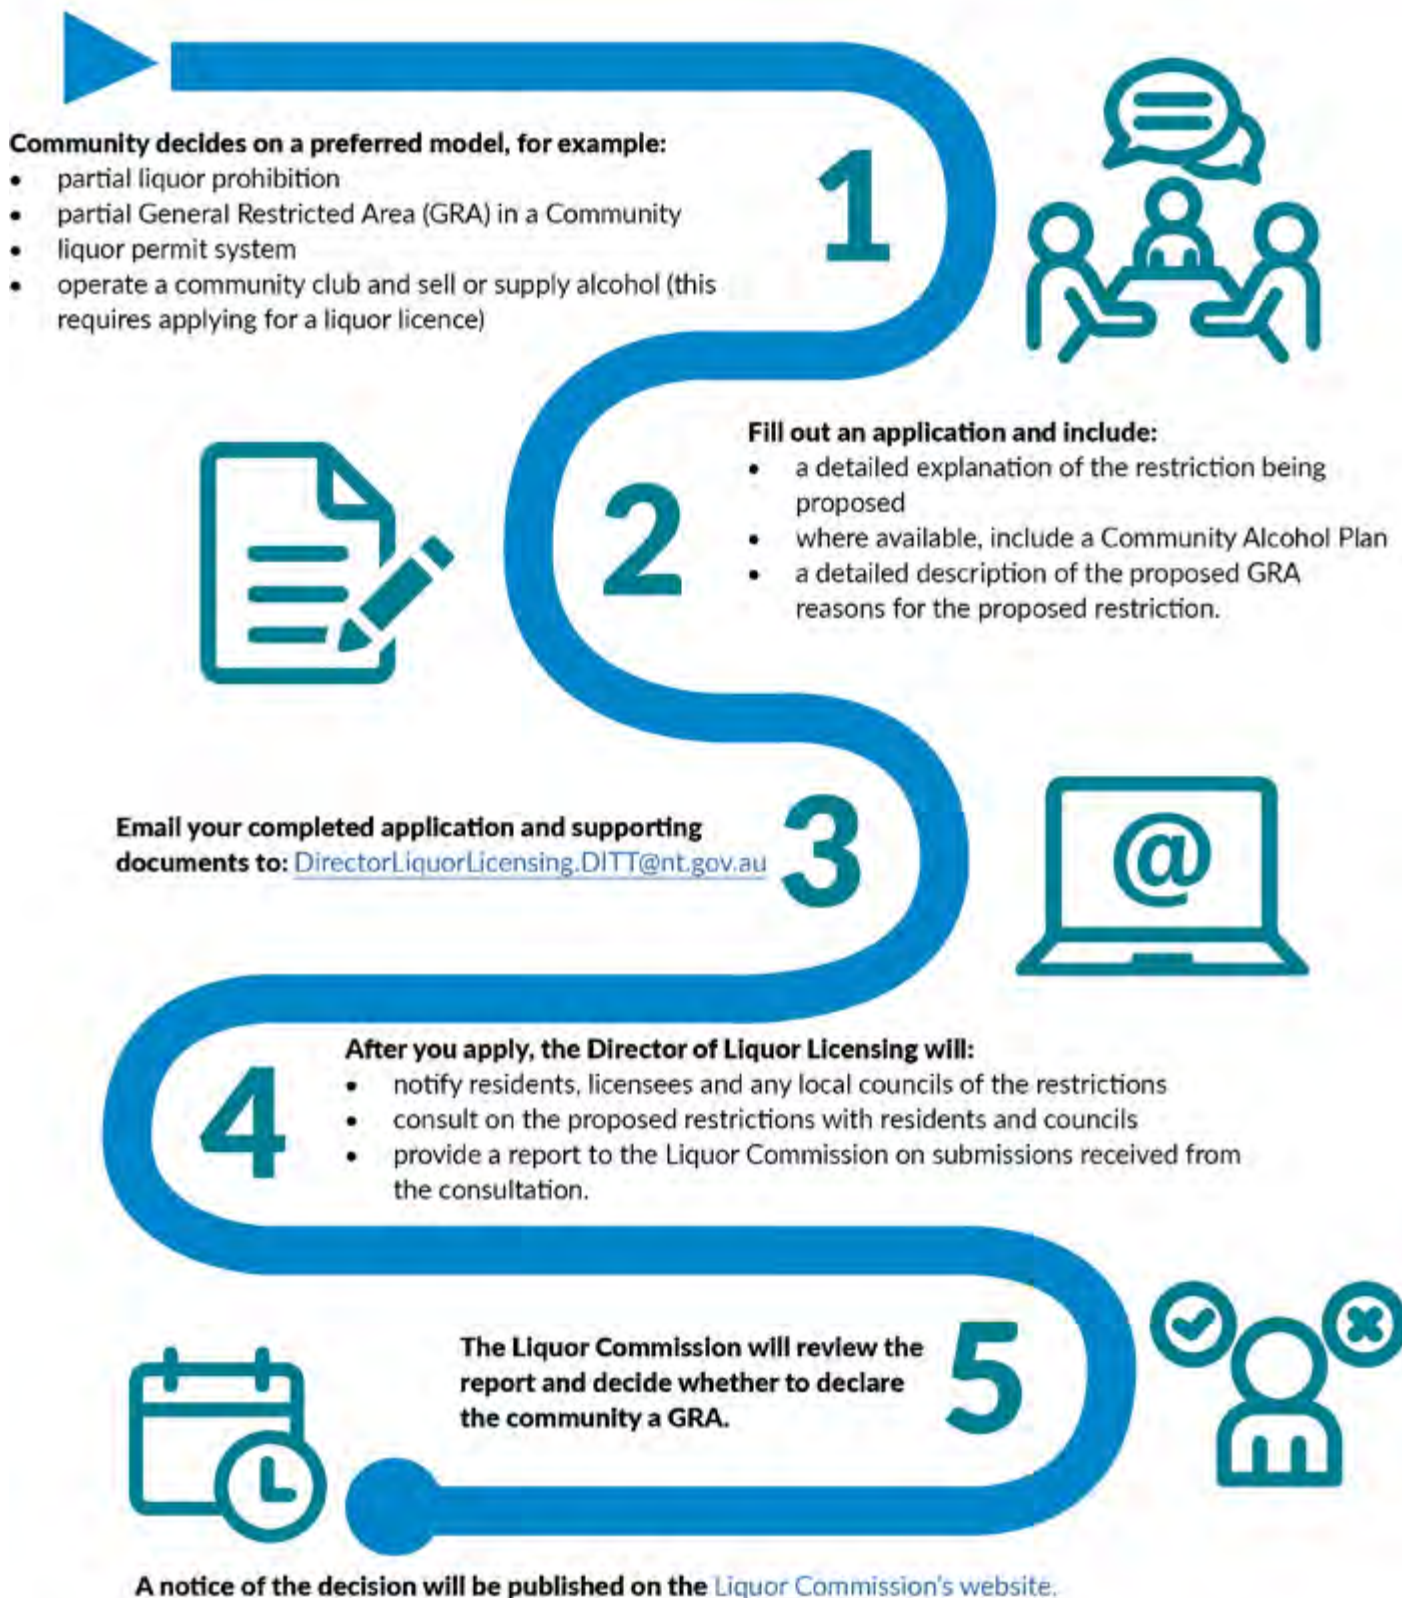 Community decides on a preferred model, for example:
• partial liquor prohibition
• partial General Restricted Area (GRA) in a Community
• liquor permit system
• operate a community club and sell or supply alcohol (this
requires applying for a liquor licence)
1
Fill out an application and include:
• a detailed explanation of the restriction being
proposed
• where available, include a Community Alcohol Plan
• a detailed description of the proposed GRA
reasons for the proposed restriction.
2
Email your completed application and supporting
documents to: DirectorLiquorLicensing.DITT@nt.gov.au
3
@
After you apply, the Director of Liquor Licensing will:
• notify residents, licensees and any local councils of the restrictions
• consult on the proposed restrictions with residents and councils
• provide a report to the Liquor Commission on submissions received from
the consultation.
4
The Liquor Commission will review the
report and decide whether to declare
the community a GRA.
5
A notice of the decision will be published on the Liquor Commission's website.